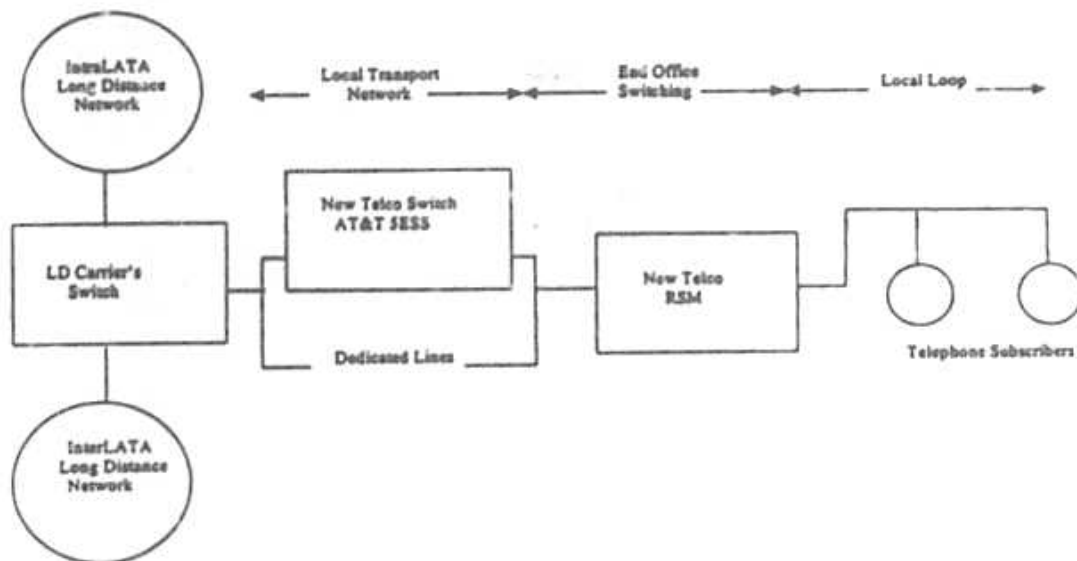 IntraLATA
Long Distance
Network
Local Transport
Network
End Office
Switching
Local Loop
New Telco Switch
AT&T 5ESS
LD Carrier's
Switch
New Telco
RSM
Dedicated Lines
Telephone Subscribers
InterLATA
Long Distance
Network